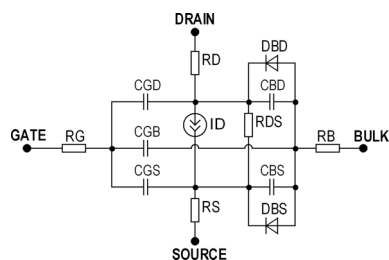 DRAIN
DBD
RD
CGD
CBD
ID
RDS
GATE
RG
CGB
RB
BULK
CGS
CBS
RS
DBS
SOURCE